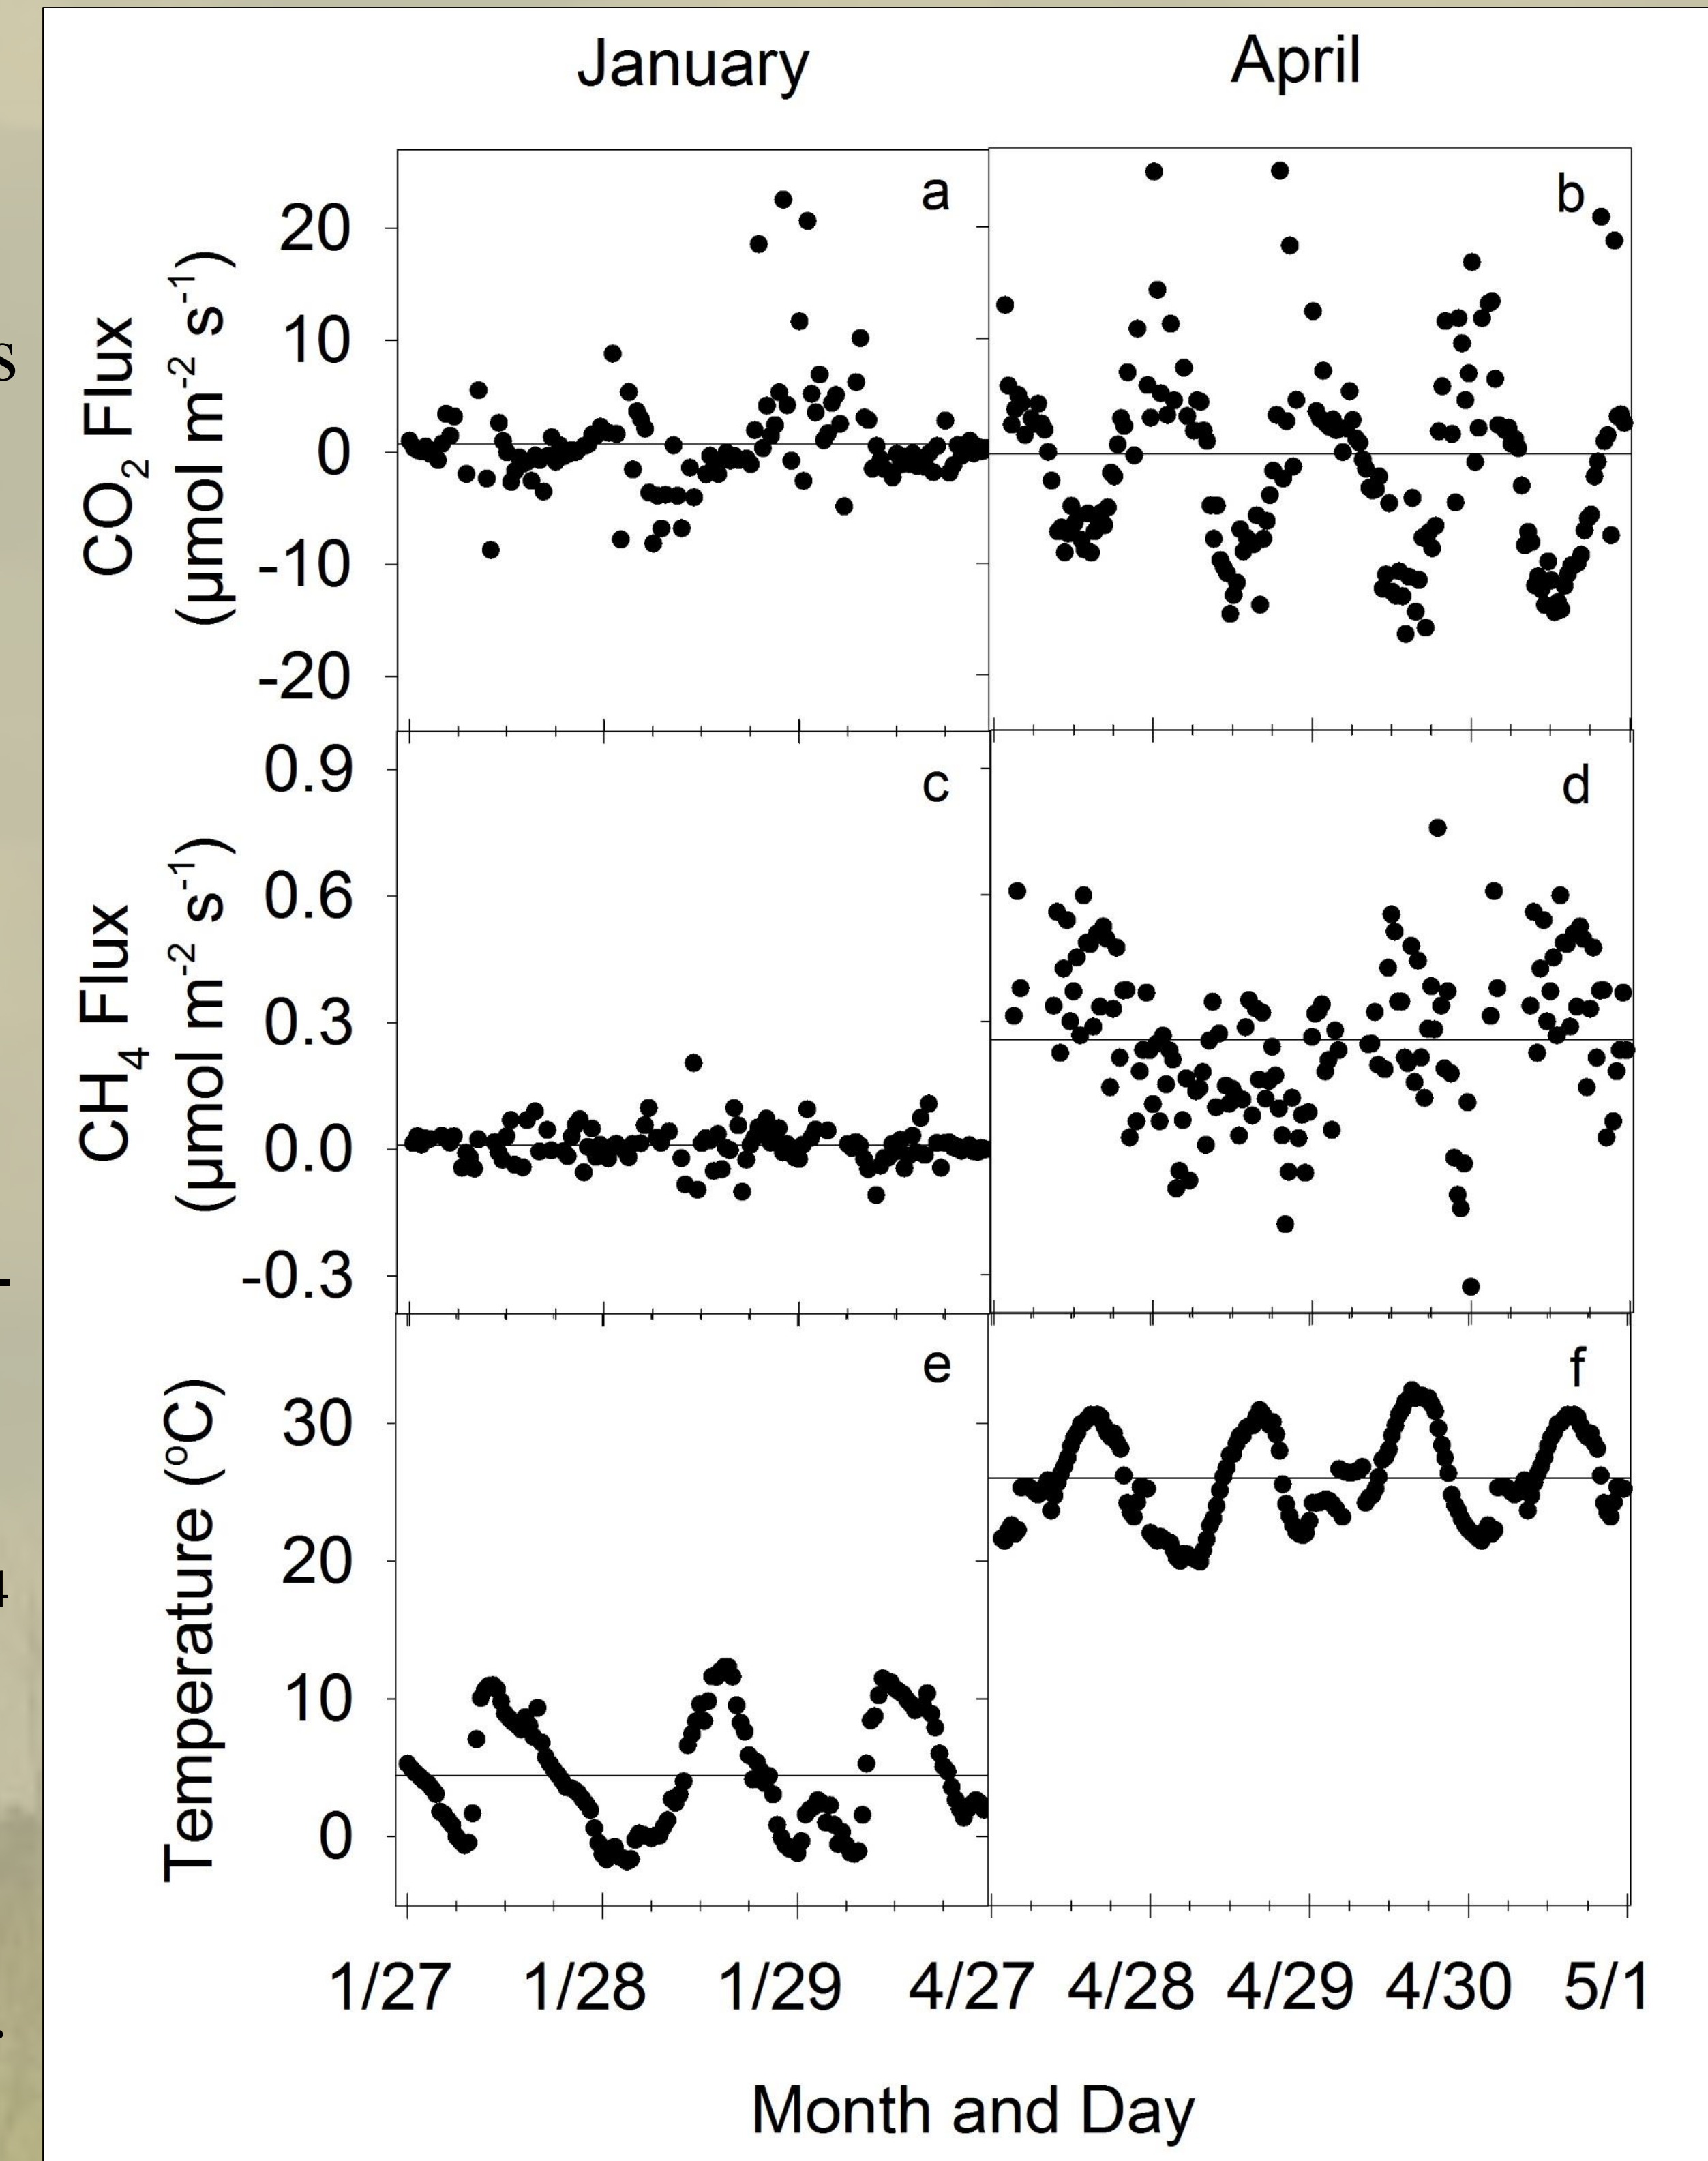 January April
s
CO2 Flux
(μmol m-2 s-1)
20
10
0
-10
-20
a
b
CH4 Flux
(μmol m-2 s-1)
0.9
0.6
0.3
0.0
-0.3
c
d
-
Temperature (oC)
30
20
10
0
e
f
4
1/27 1/28 1/29 4/27 4/28 4/29 4/30 5/1
.
Month and Day